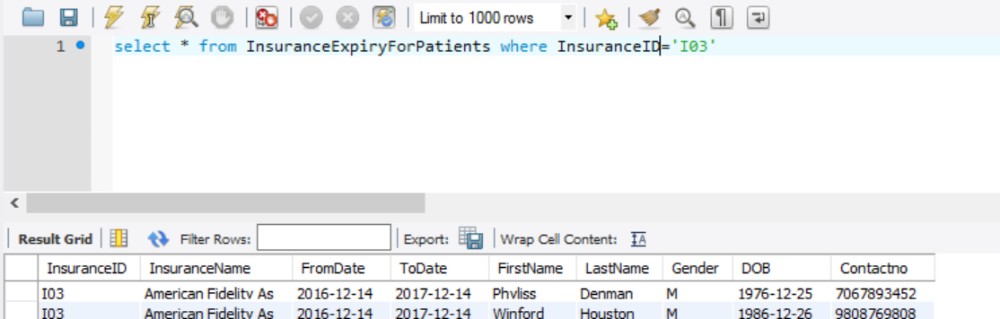 Limit to 1000 rows
1 select * from InsuranceExpiryForPatients where InsuranceID='I03'
Result Grid Filter Rows: Export: Wrap Cell Content:
InsuranceID InsuranceName FromDate ToDate FirstName LastName Gender DOB Contactno
I03 American Fidelity As 2016-12-14 2017-12-14 Phyliss Denman M 1976-12-25 7067893452
I03 American Fidelity As 2016-12-14 2017-12-14 Winford Houston M 1986-12-26 9808769808